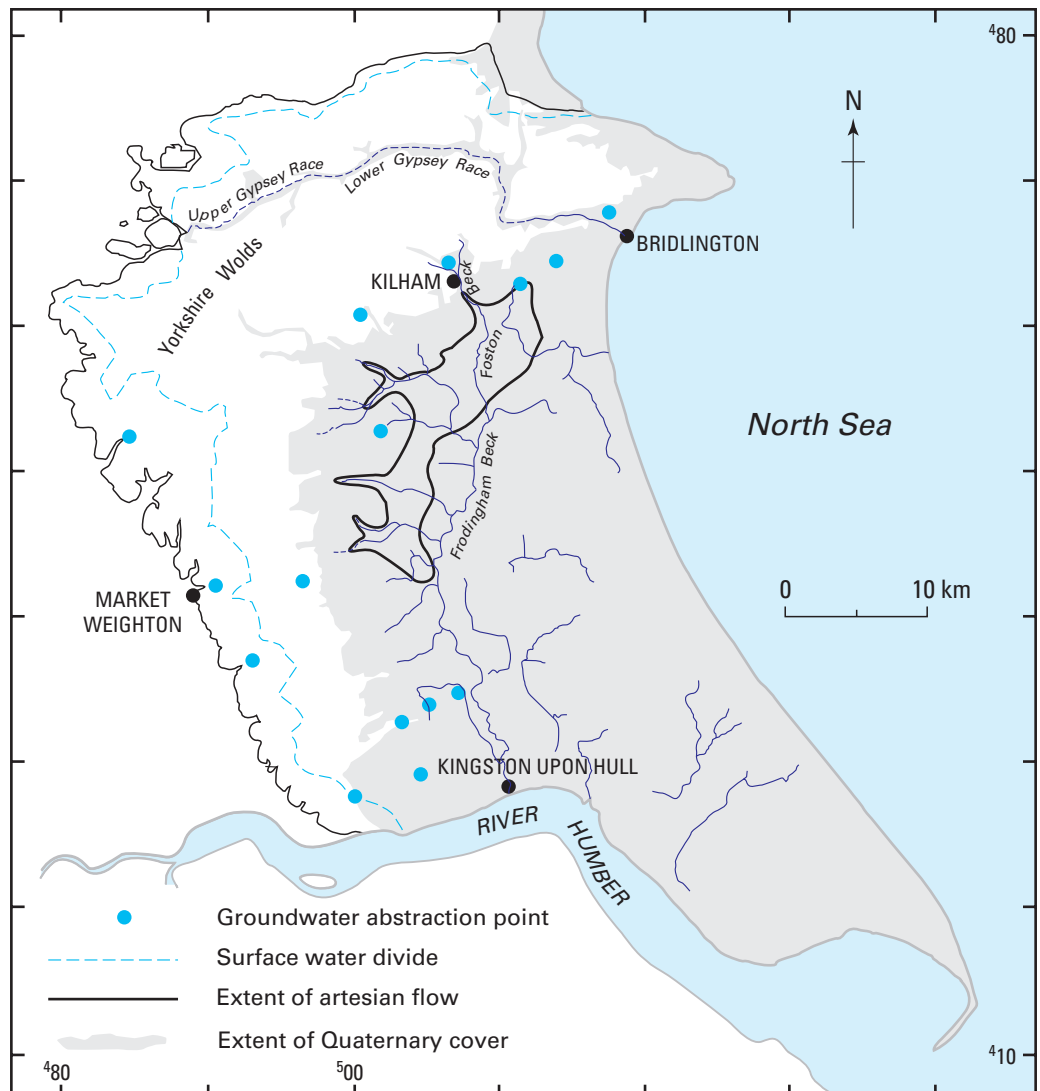 ⁴80
N
Upper Gypsey Race
Lower Gypsey Race
BRIDLINGTON
Yorkshire Wolds
KILHAM
Beck
Foston
North Sea
Frodingham Beck
0 10 km
MARKET
WEIGHTON
KINGSTON UPON HULL
RIVER
HUMBER
Groundwater abstraction point
Surface water divide
Extent of artesian flow
Extent of Quaternary cover
⁴80
⁵00
⁴10